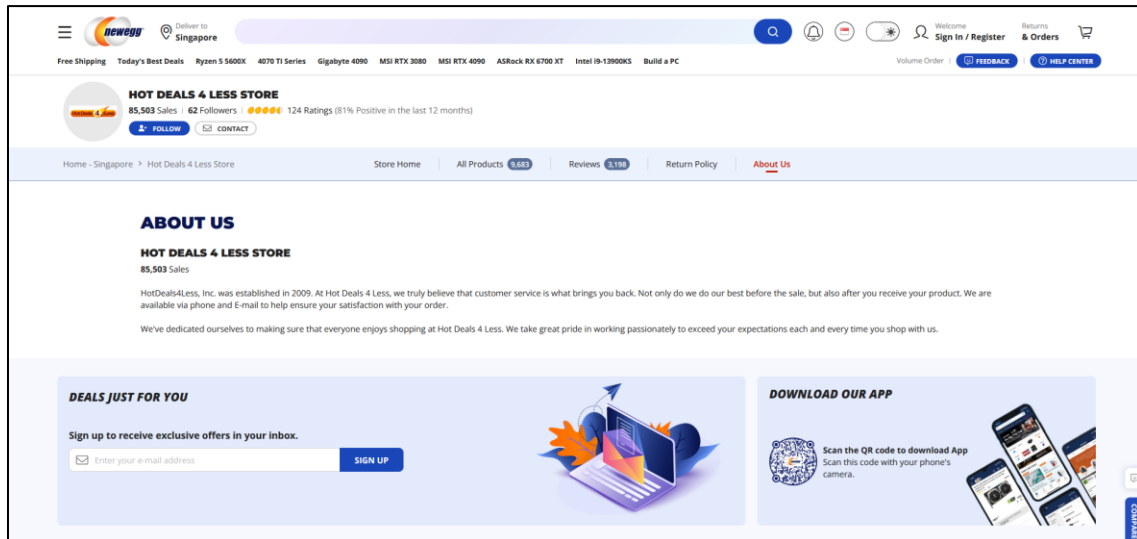 newegg
Deliver to
Singapore
Welcome
Sign In / Register
Returns
& Orders
Free Shipping Today's Best Deals Ryzen 5 5600X 4070 TI Series Gigabyte 4090 MSI RTX 3080 MSI RTX 4090 ASRock RX 6700 XT Intel i9-13900KS Build a PC
Volume Order FEEDBACK HELP CENTER
HOT DEALS 4 LESS STORE
85,503 Sales 62 Followers 124 Ratings (81% Positive in the last 12 months)
Hot Deals 4 Less
FOLLOW CONTACT
Home - Singapore > Hot Deals 4 Less Store
Store Home All Products 9,683 Reviews 3,198 Return Policy About Us
ABOUT US
HOT DEALS 4 LESS STORE
85,503 Sales
HotDeals4Less, Inc. was established in 2009. At Hot Deals 4 Less, we truly believe that customer service is what brings you back. Not only do we do our best before the sale, but also after you receive your product. We are
available via phone and E-mail to help ensure your satisfaction with your order.
We've dedicated ourselves to making sure that everyone enjoys shopping at Hot Deals 4 Less. We take great pride in working passionately to exceed your expectations each and every time you shop with us.
DEALS JUST FOR YOU
Sign up to receive exclusive offers in your inbox.
Enter your e-mail address SIGN UP
DOWNLOAD OUR APP
Scan the QR code to download App
Scan this code with your phone's
camera.
COMPARE